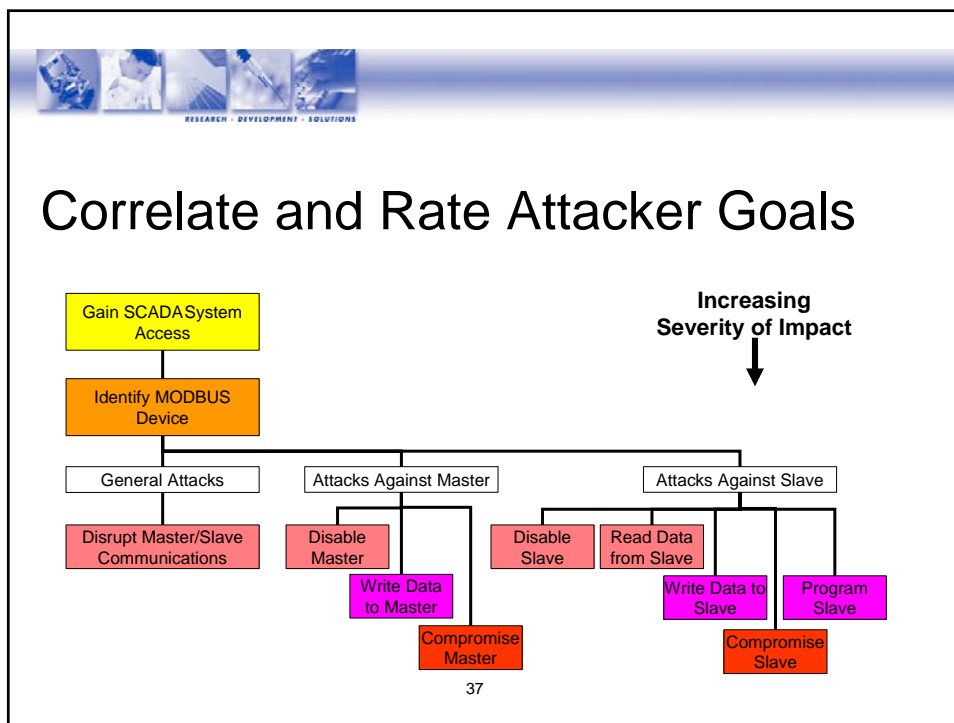 RESEARCH - DEVELOPMENT - SOLUTIONS
Correlate and Rate Attacker Goals
Increasing
Severity of Impact
Gain SCADASystem
Access
Identify MODBUS
Device
General Attacks
Attacks Against Master
Attacks Against Slave
Disrupt Master/Slave
Communications
Disable
Master
Disable
Slave
Read Data
from Slave
Write Data
to Master
Write Data to
Slave
Program
Slave
Compromise
Master
Compromise
Slave
37